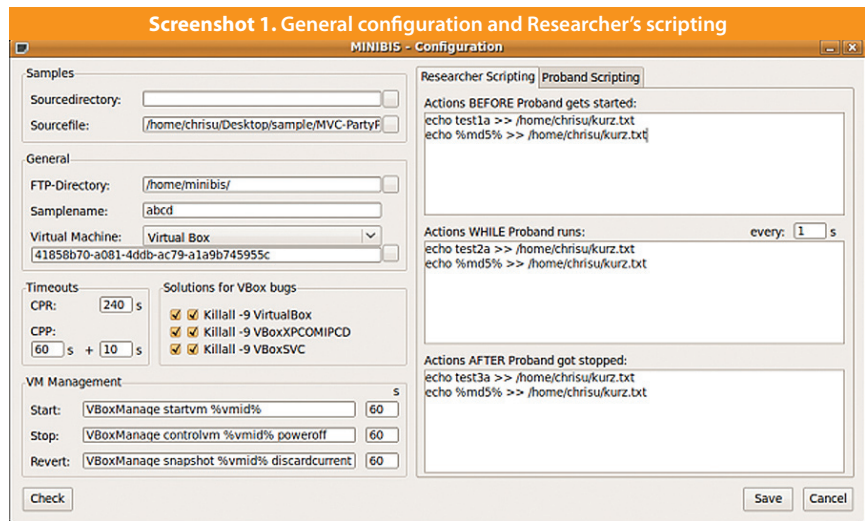 Screenshot 1. General configuration and Researcher's scripting
MINIBIS - Configuration
Samples
Sourcedirectory:
Sourcefile: /home/chrisu/Desktop/sample/MVC-PartyF
General
FTP-Directory: /home/minibis/
Samplename: abcd
Virtual Machine: Virtual Box
41858b70-a081-4ddb-ac79-a1a9b745955c
Timeouts
CPR: 240 s
CPP:
60 s + 10 s
Solutions for VBox bugs
Killall -9 VirtualBox
Killall -9 VBoxXPCOMIPCD
Killall -9 VBoxSVC
VM Management
s
Start: VBoxManage startvm %vmid% 60
Stop: VBoxManage controlvm %vmid% poweroff 60
Revert: VBoxManage snapshot %vmid% discardcurrent 60
Check
Researcher Scripting Proband Scripting
Actions BEFORE Proband gets started:
echo test1a >> /home/chrisu/kurz.txt
echo %md5% >> /home/chrisu/kurz.txt
Actions WHILE Proband runs: every: 1 s
echo test2a >> /home/chrisu/kurz.txt
echo %md5% >> /home/chrisu/kurz.txt
Actions AFTER Proband got stopped:
echo test3a >> /home/chrisu/kurz.txt
echo %md5% >> /home/chrisu/kurz.txt
Save Cancel